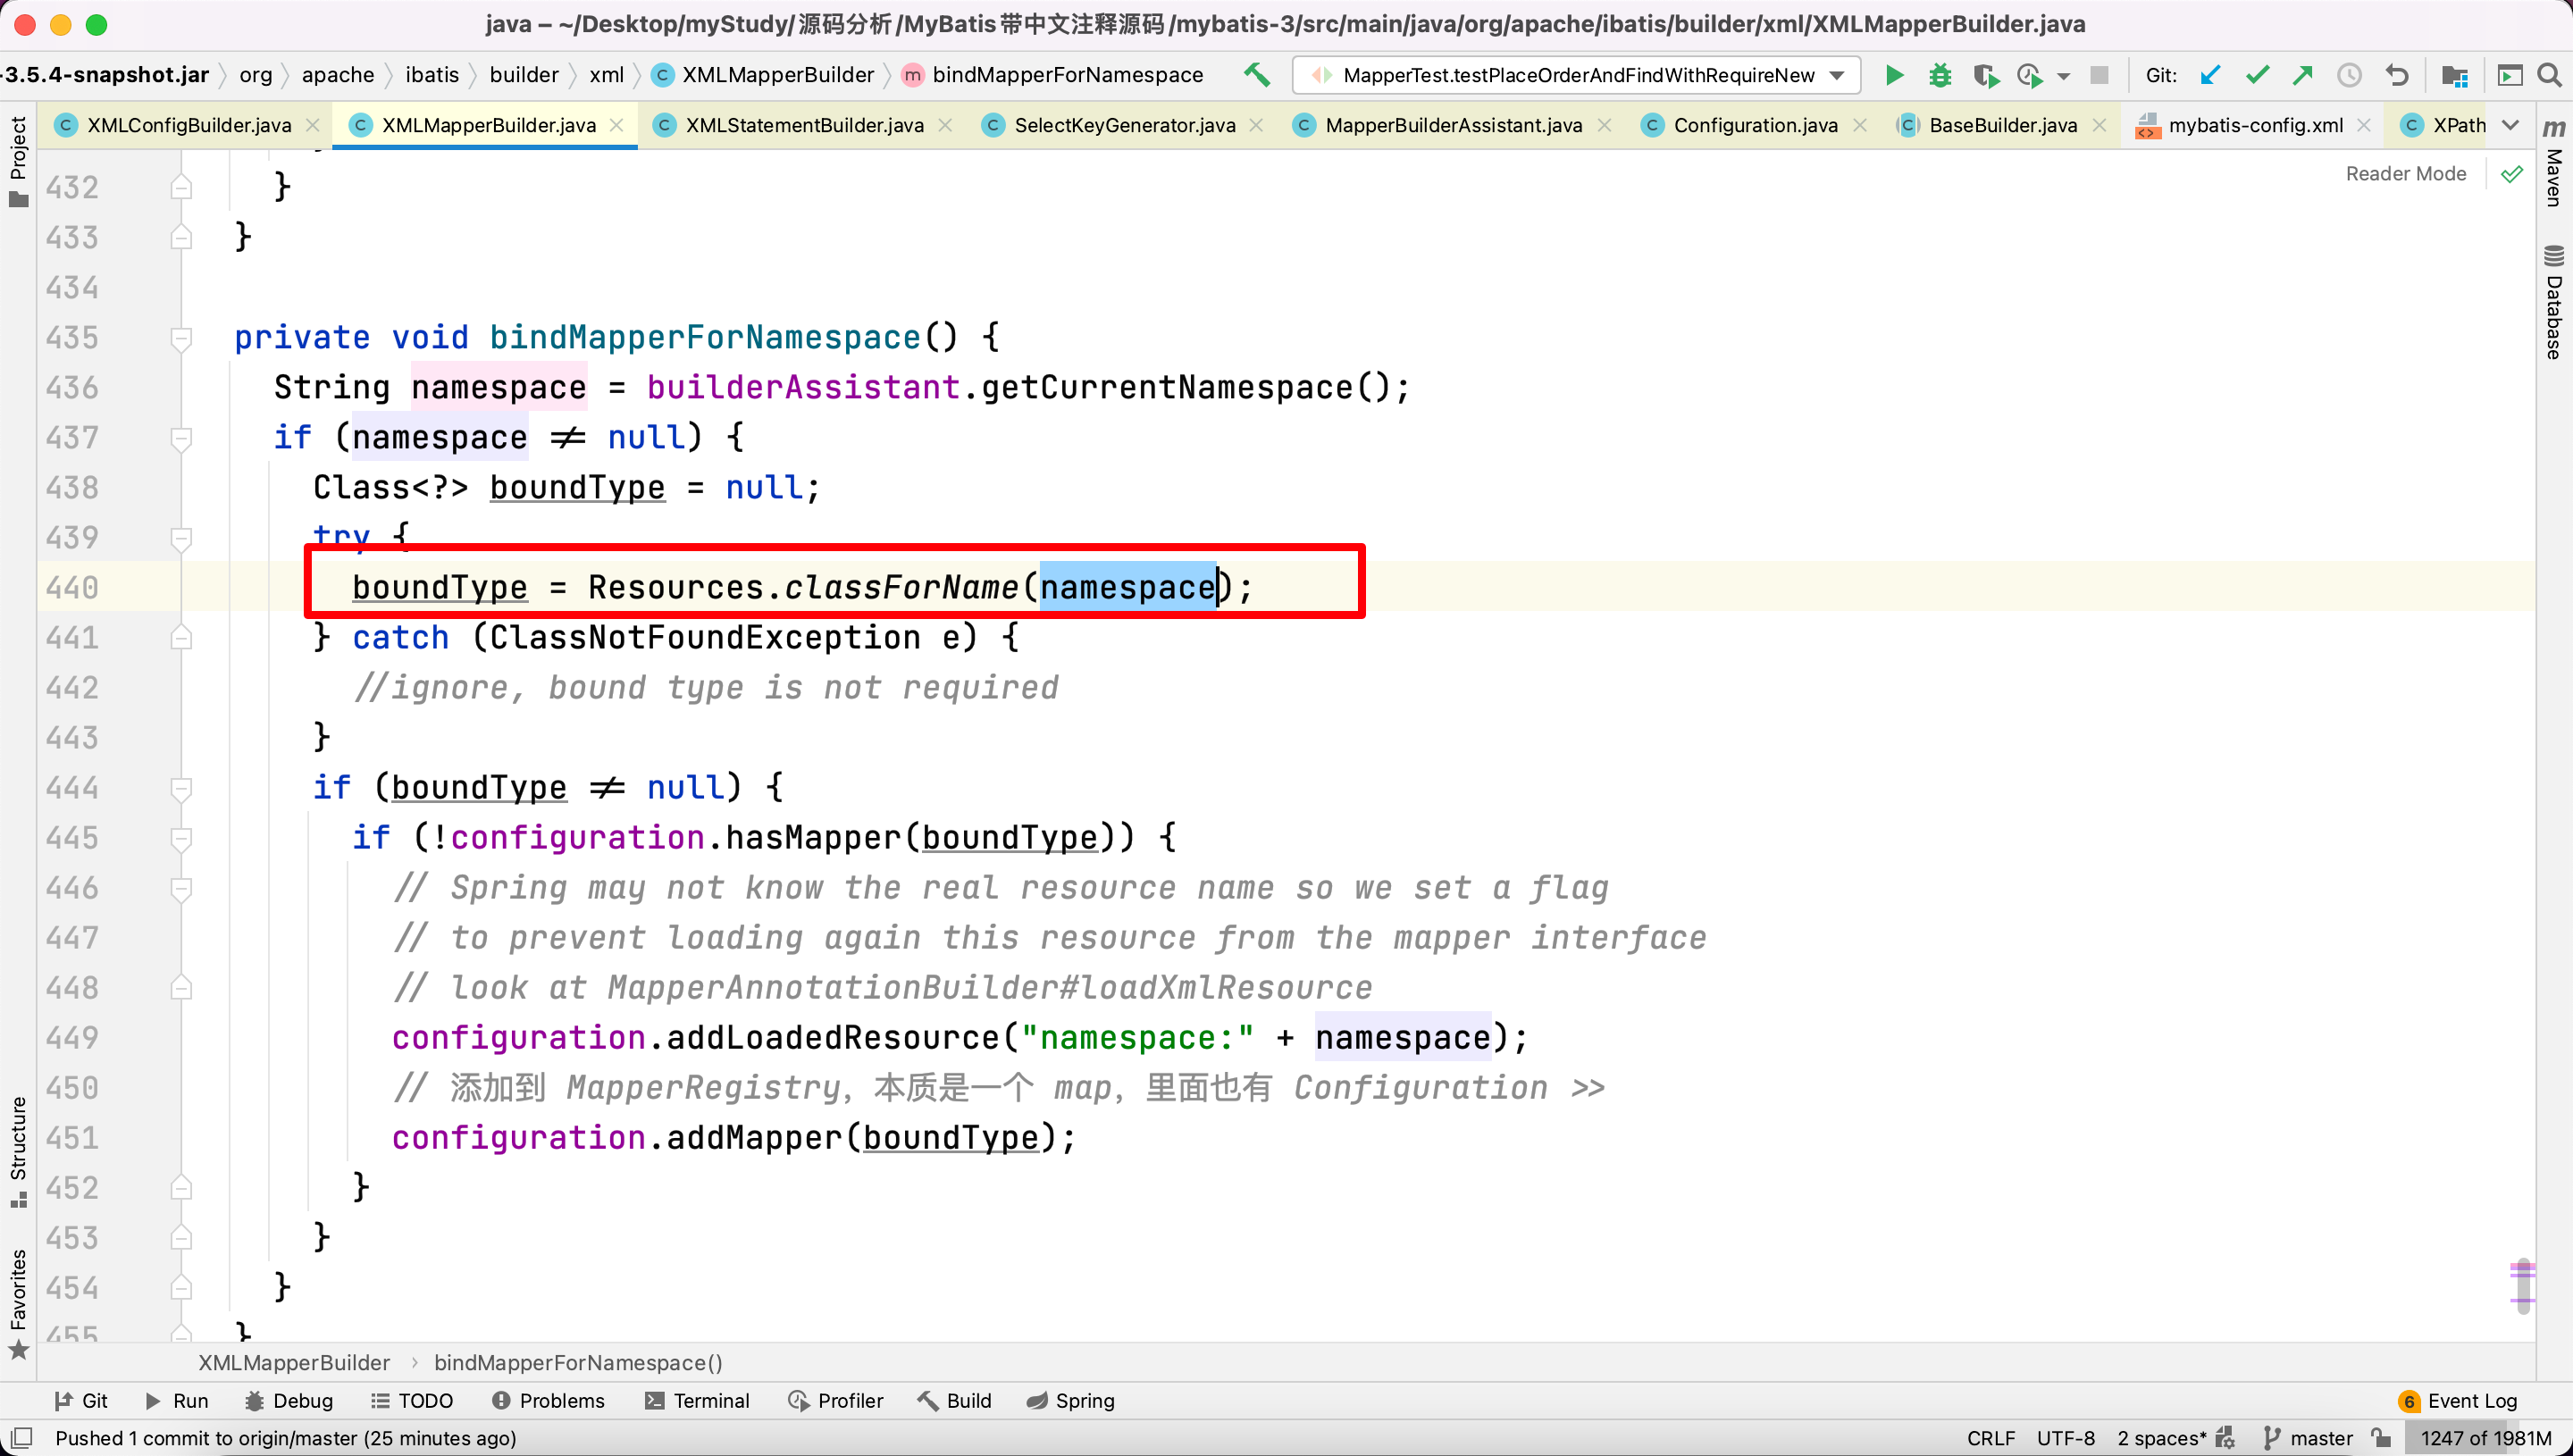 java – ~/Desktop/myStudy/源码分析/MyBatis带中文注释源码/mybatis-3/src/main/java/org/apache/ibatis/builder/xml/XMLMapperBuilder.java
-3.5.4-snapshot.jar org apache ibatis builder xml C XMLMapperBuilder m bindMapperForNamespace MapperTest.testPlaceOrderAndFindWithRequireNew Git:
C XMLConfigBuilder.java C XMLMapperBuilder.java C XMLStatementBuilder.java C SelectKeyGenerator.java C MapperBuilderAssistant.java C Configuration.java C BaseBuilder.java mybatis-config.xml C XPath
Project
m Maven
Database
Reader Mode
432 }
433 }
434
435 private void bindMapperForNamespace() {
436 String namespace = builderAssistant.getCurrentNamespace();
437 if (namespace ≠ null) {
438 Class<?> boundType = null;
439 try {
440 boundType = Resources.classForName(namespace);
441 } catch (ClassNotFoundException e) {
442 //ignore, bound type is not required
443 }
444 if (boundType ≠ null) {
445 if (!configuration.hasMapper(boundType)) {
446 // Spring may not know the real resource name so we set a flag
447 // to prevent loading again this resource from the mapper interface
448 // look at MapperAnnotationBuilder#loadXmlResource
449 configuration.addLoadedResource("namespace:" + namespace);
450 // 添加到 MapperRegistry，本质是一个 map，里面也有 Configuration >>
451 configuration.addMapper(boundType);
452 }
453 }
454 }
455 }
Structure
Favorites
XMLMapperBuilder › bindMapperForNamespace()
Git Run Debug TODO Problems Terminal Profiler Build Spring 6 Event Log
Pushed 1 commit to origin/master (25 minutes ago) CRLF UTF-8 2 spaces* master 1247 of 1981M